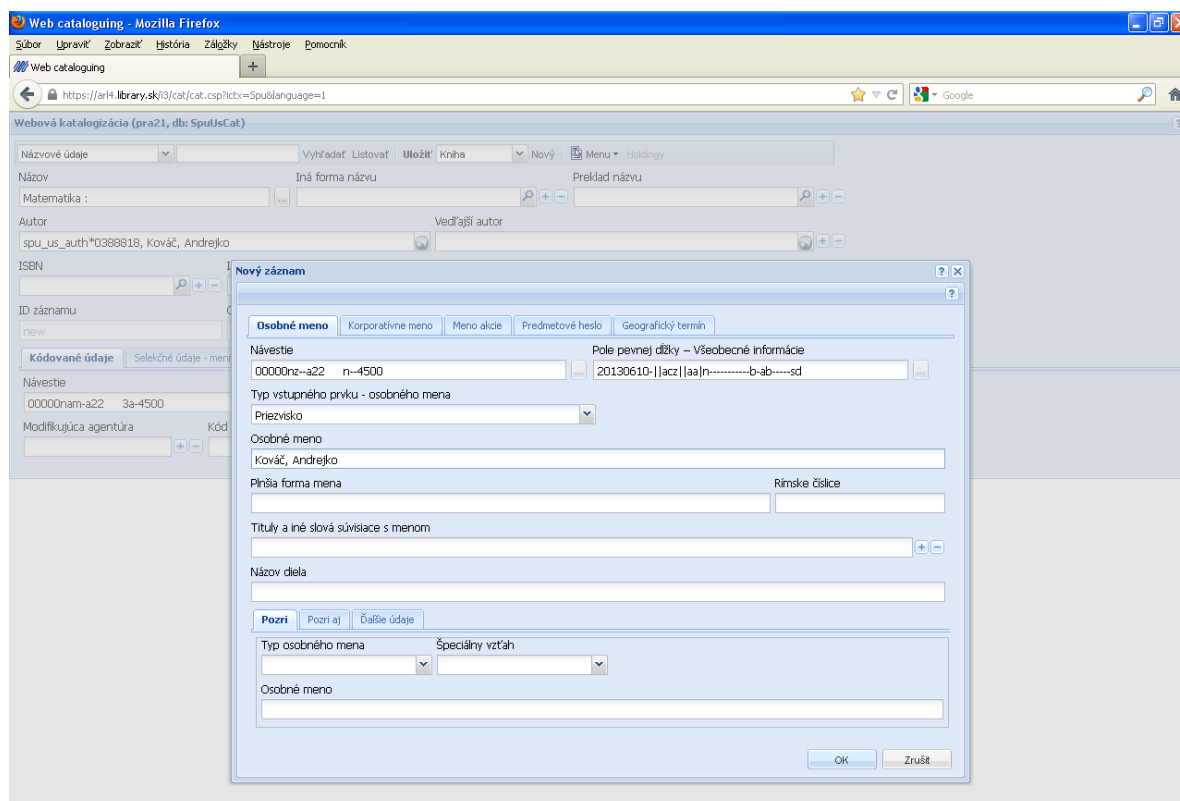 Web cataloguing - Mozilla Firefox
Súbor Upraviť Zobraziť História Záložky Nástroje Pomocník
Web cataloguing +
https://arl4.library.sk/i3/cat/cat.csp?ictx=Spu&language=1 Google
Webová katalogizácia (pra21, db: SpuUsCat) ?
Názvové údaje Vyhľadať Listovať Uložiť Kniha Nový Menu Holdingy
Názov Iná forma názvu Preklad názvu
Matematika : ...
Autor Vedľajší autor
spu_us_auth*0388818, Kováč, Andrejko
ISBN
ID záznamu
new
Kódované údaje Selekčné údaje -
Návestie
00000nam-a22 3a-4500
Modifikujúca agentúra Kód
Nový záznam ?
?
Osobné meno Korporatívne meno Meno akcie Predmetové heslo Geografický termín
Návestie Pole pevnej dĺžky – Všeobecné informácie
00000nz--a22 n--4500 ... 20130610-||acz||aa|n-----------b-ab-----sd ...
Typ vstupného prvku - osobného mena
Priezvisko
Osobné meno
Kováč, Andrejko
Plnšia forma mena Rímske číslice
Tituly a iné slová súvisiace s menom
Názov diela
Pozri Pozri aj Ďalšie údaje
Typ osobného mena Špeciálny vzťah
Osobné meno
OK Zrušit